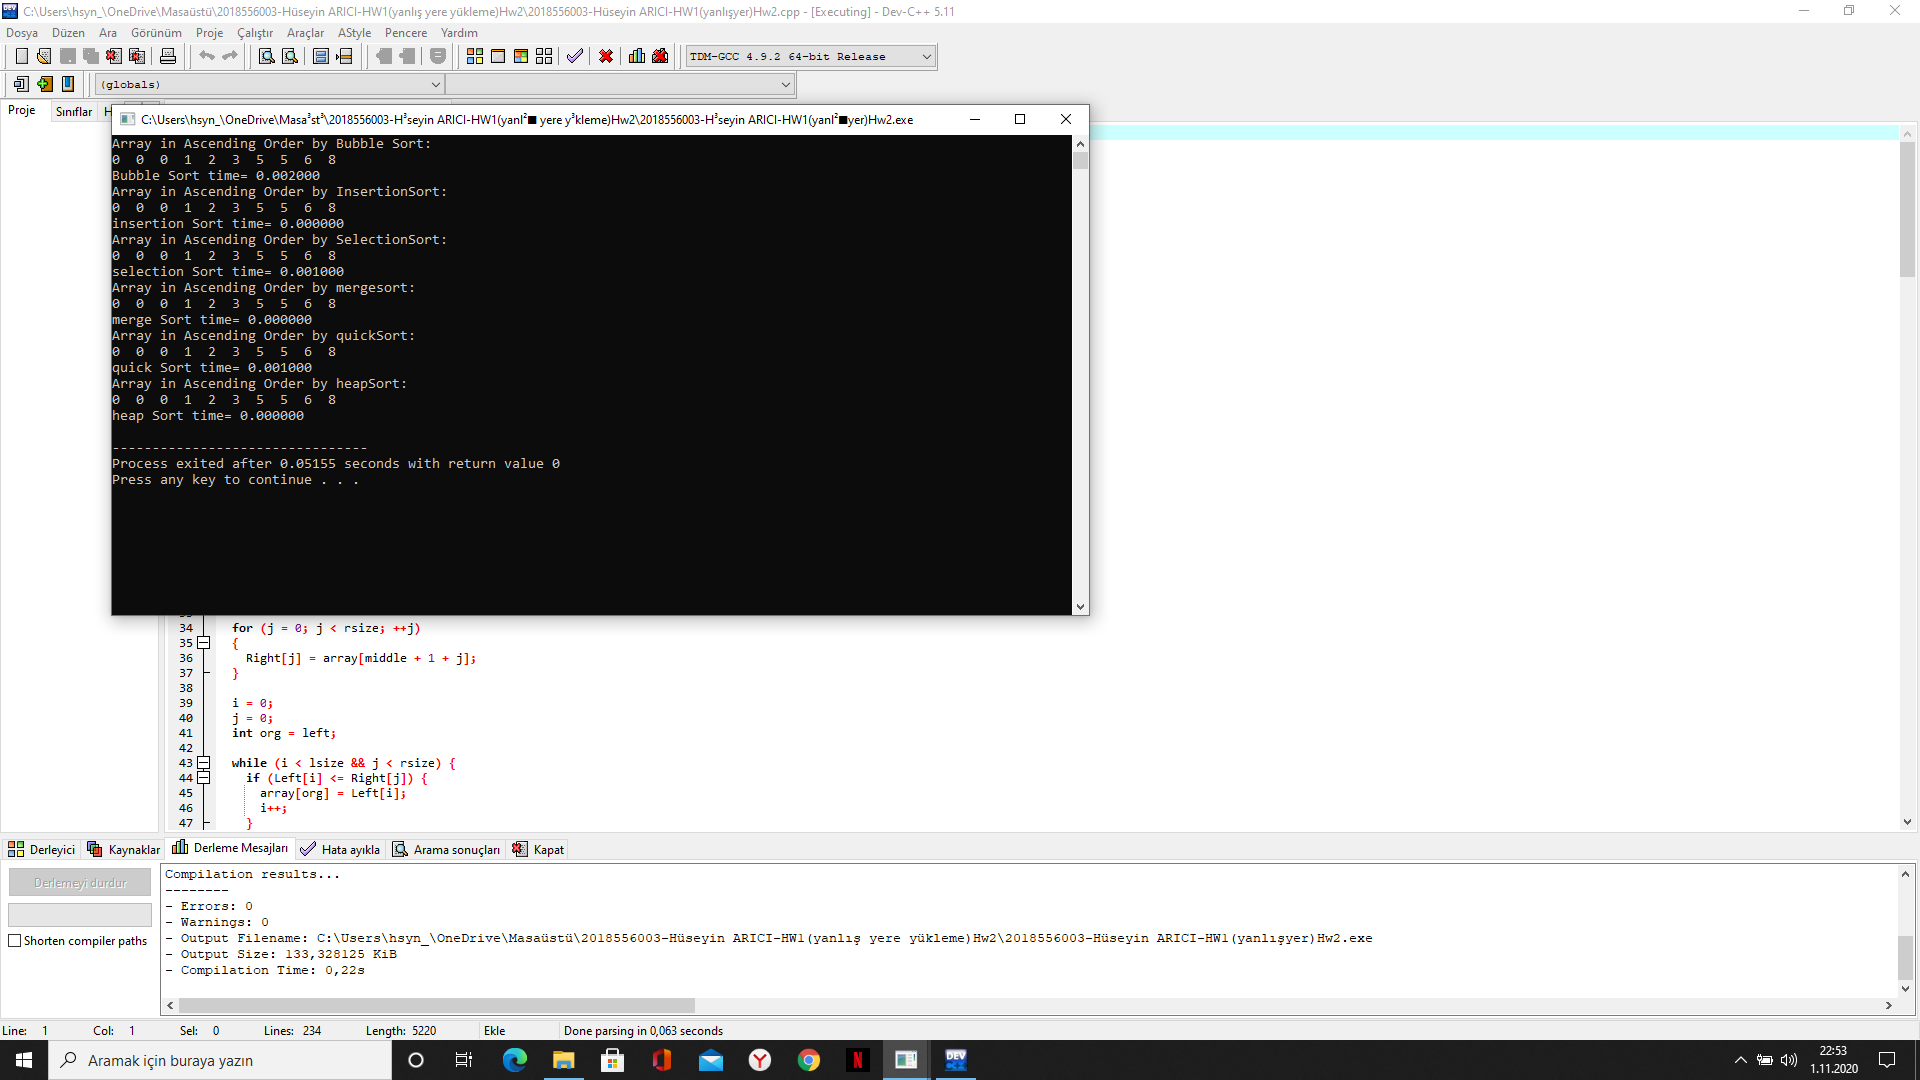 C:\Users\hsyn_\OneDrive\Masaüstü\2018556003-Hüseyin ARICI-HW1(yanlış yere yükleme)Hw2\2018556003-Hüseyin ARICI-HW1(yanlışyer)Hw2.cpp - [Executing] - Dev-C++ 5.11
Dosya Düzen Ara Görünüm Proje Çalıştır Araçlar AStyle Pencere Yardım
TDM-GCC 4.9.2 64-bit Release
(globals)
Proje Sınıflar H
C:\Users\hsyn_\OneDrive\Masa³st³\2018556003-H³seyin ARICI-HW1(yanl²■ yere y³kleme)Hw2\2018556003-H³seyin ARICI-HW1(yanl²■yer)Hw2.exe
Array in Ascending Order by Bubble Sort:
0 0 0 1 2 3 5 5 6 8
Bubble Sort time= 0.002000
Array in Ascending Order by InsertionSort:
0 0 0 1 2 3 5 5 6 8
insertion Sort time= 0.000000
Array in Ascending Order by SelectionSort:
0 0 0 1 2 3 5 5 6 8
selection Sort time= 0.001000
Array in Ascending Order by mergesort:
0 0 0 1 2 3 5 5 6 8
merge Sort time= 0.000000
Array in Ascending Order by quickSort:
0 0 0 1 2 3 5 5 6 8
quick Sort time= 0.001000
Array in Ascending Order by heapSort:
0 0 0 1 2 3 5 5 6 8
heap Sort time= 0.000000
--------------------------------
Process exited after 0.05155 seconds with return value 0
Press any key to continue . . .
34 for (j = 0; j < rsize; ++j)
35 {
36 Right[j] = array[middle + 1 + j];
37 }
38
39 i = 0;
40 j = 0;
41 int org = left;
42
43 while (i < lsize && j < rsize) {
44 if (Left[i] <= Right[j]) {
45 array[org] = Left[i];
46 i++;
47 }
Derleyici Kaynaklar Derleme Mesajları Hata ayıkla Arama sonuçları Kapat
Derlemeyi durdur
Shorten compiler paths
Compilation results...
--------
- Errors: 0
- Warnings: 0
- Output Filename: C:\Users\hsyn_\OneDrive\Masaüstü\2018556003-Hüseyin ARICI-HW1(yanlış yere yükleme)Hw2\2018556003-Hüseyin ARICI-HW1(yanlışyer)Hw2.exe
- Output Size: 133,328125 KiB
- Compilation Time: 0,22s
Line: 1 Col: 1 Sel: 0 Lines: 234 Length: 5220 Ekle Done parsing in 0,063 seconds
Aramak için buraya yazın
22:53
1.11.2020